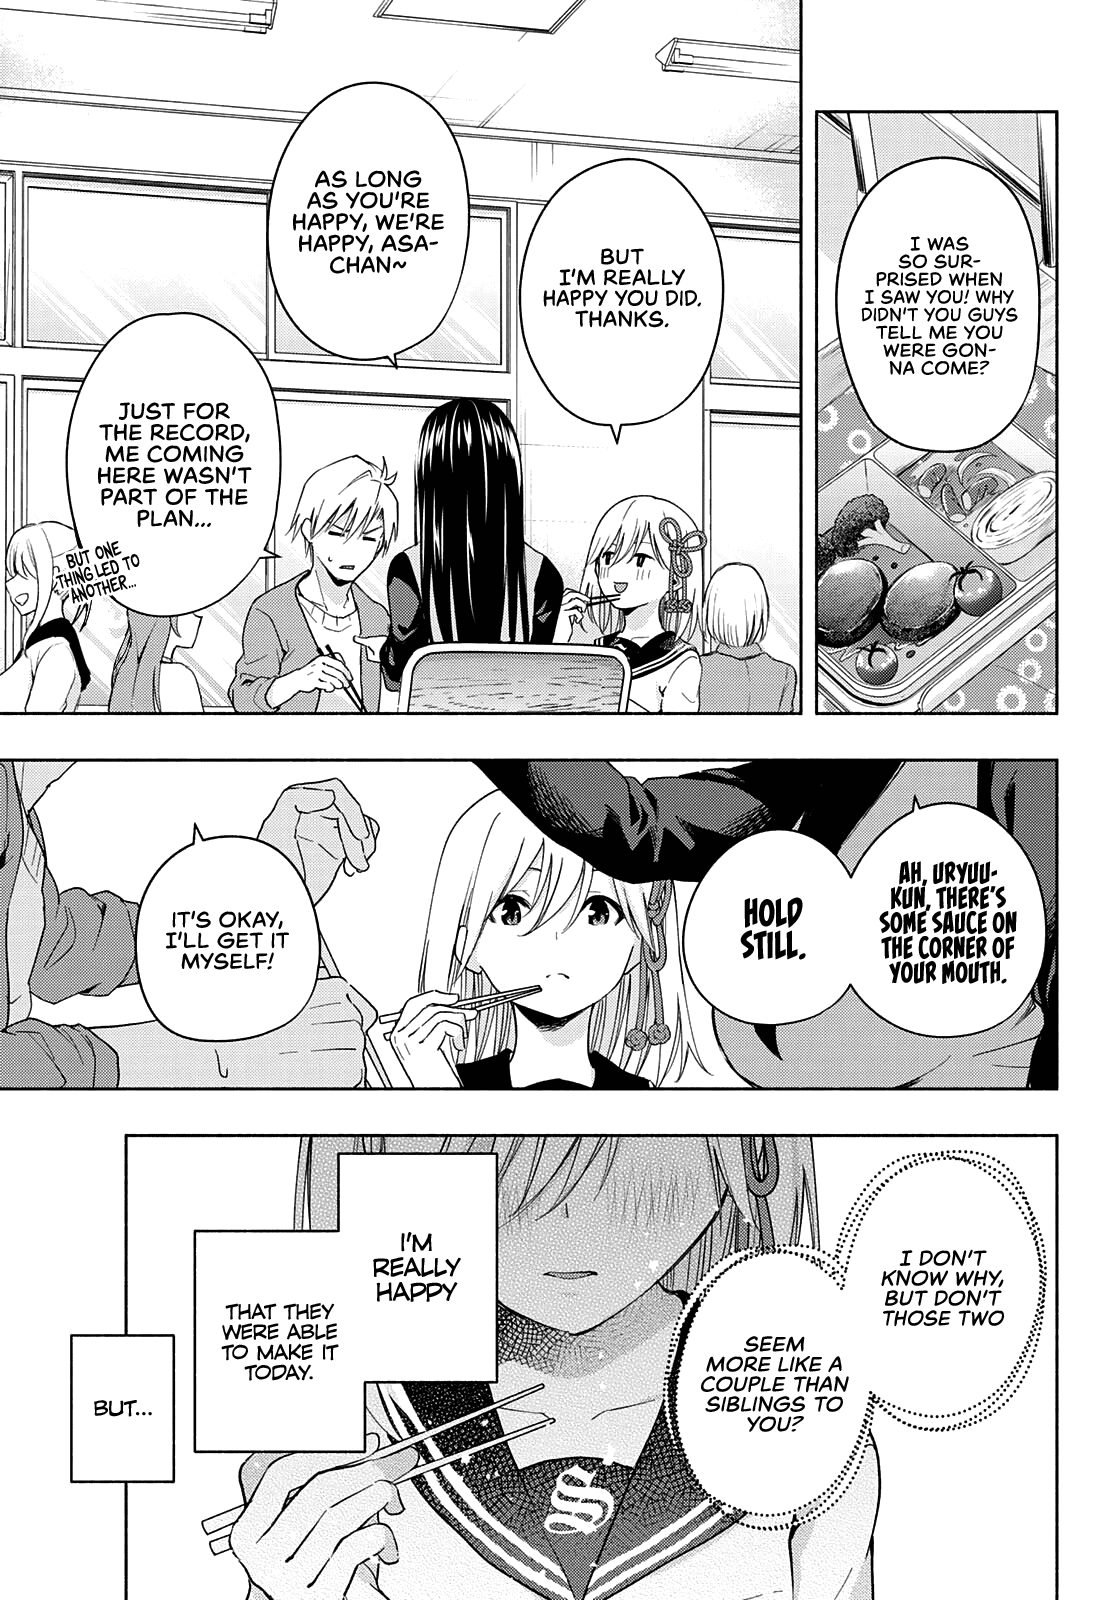 I WAS
SO SUR-
PRISED WHEN
I SAW YOU! WHY
DIDN'T YOU GUYS
TELL ME YOU
WERE GON-
NA COME?
BUT
I'M REALLY
HAPPY YOU DID.
THANKS.
AS LONG
AS YOU'RE
HAPPY, WE'RE
HAPPY, ASA-
CHAN~
JUST FOR
THE RECORD,
ME COMING
HERE WASN'T
PART OF THE
PLAN...
BUT ONE
THING LED TO
ANOTHER...
AH, URYUU-
KUN, THERE'S
SOME SAUCE ON
THE CORNER OF
YOUR MOUTH.
HOLD
STILL.
IT'S OKAY,
I'LL GET IT
MYSELF!
I DON'T
KNOW WHY,
BUT DON'T
THOSE TWO
SEEM
MORE LIKE A
COUPLE THAN
SIBLINGS TO
YOU?
I'M
REALLY
HAPPY
THAT THEY
WERE ABLE
TO MAKE IT
TODAY.
BUT...
S